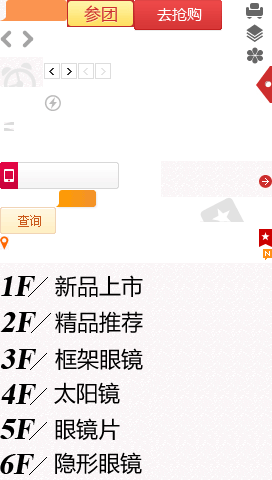 参团
去抢购
查询
N
1F/ 新品上市
2F/ 精品推荐
3F/ 框架眼镜
4F/ 太阳镜
5F/ 眼镜片
6F/ 隐形眼镜